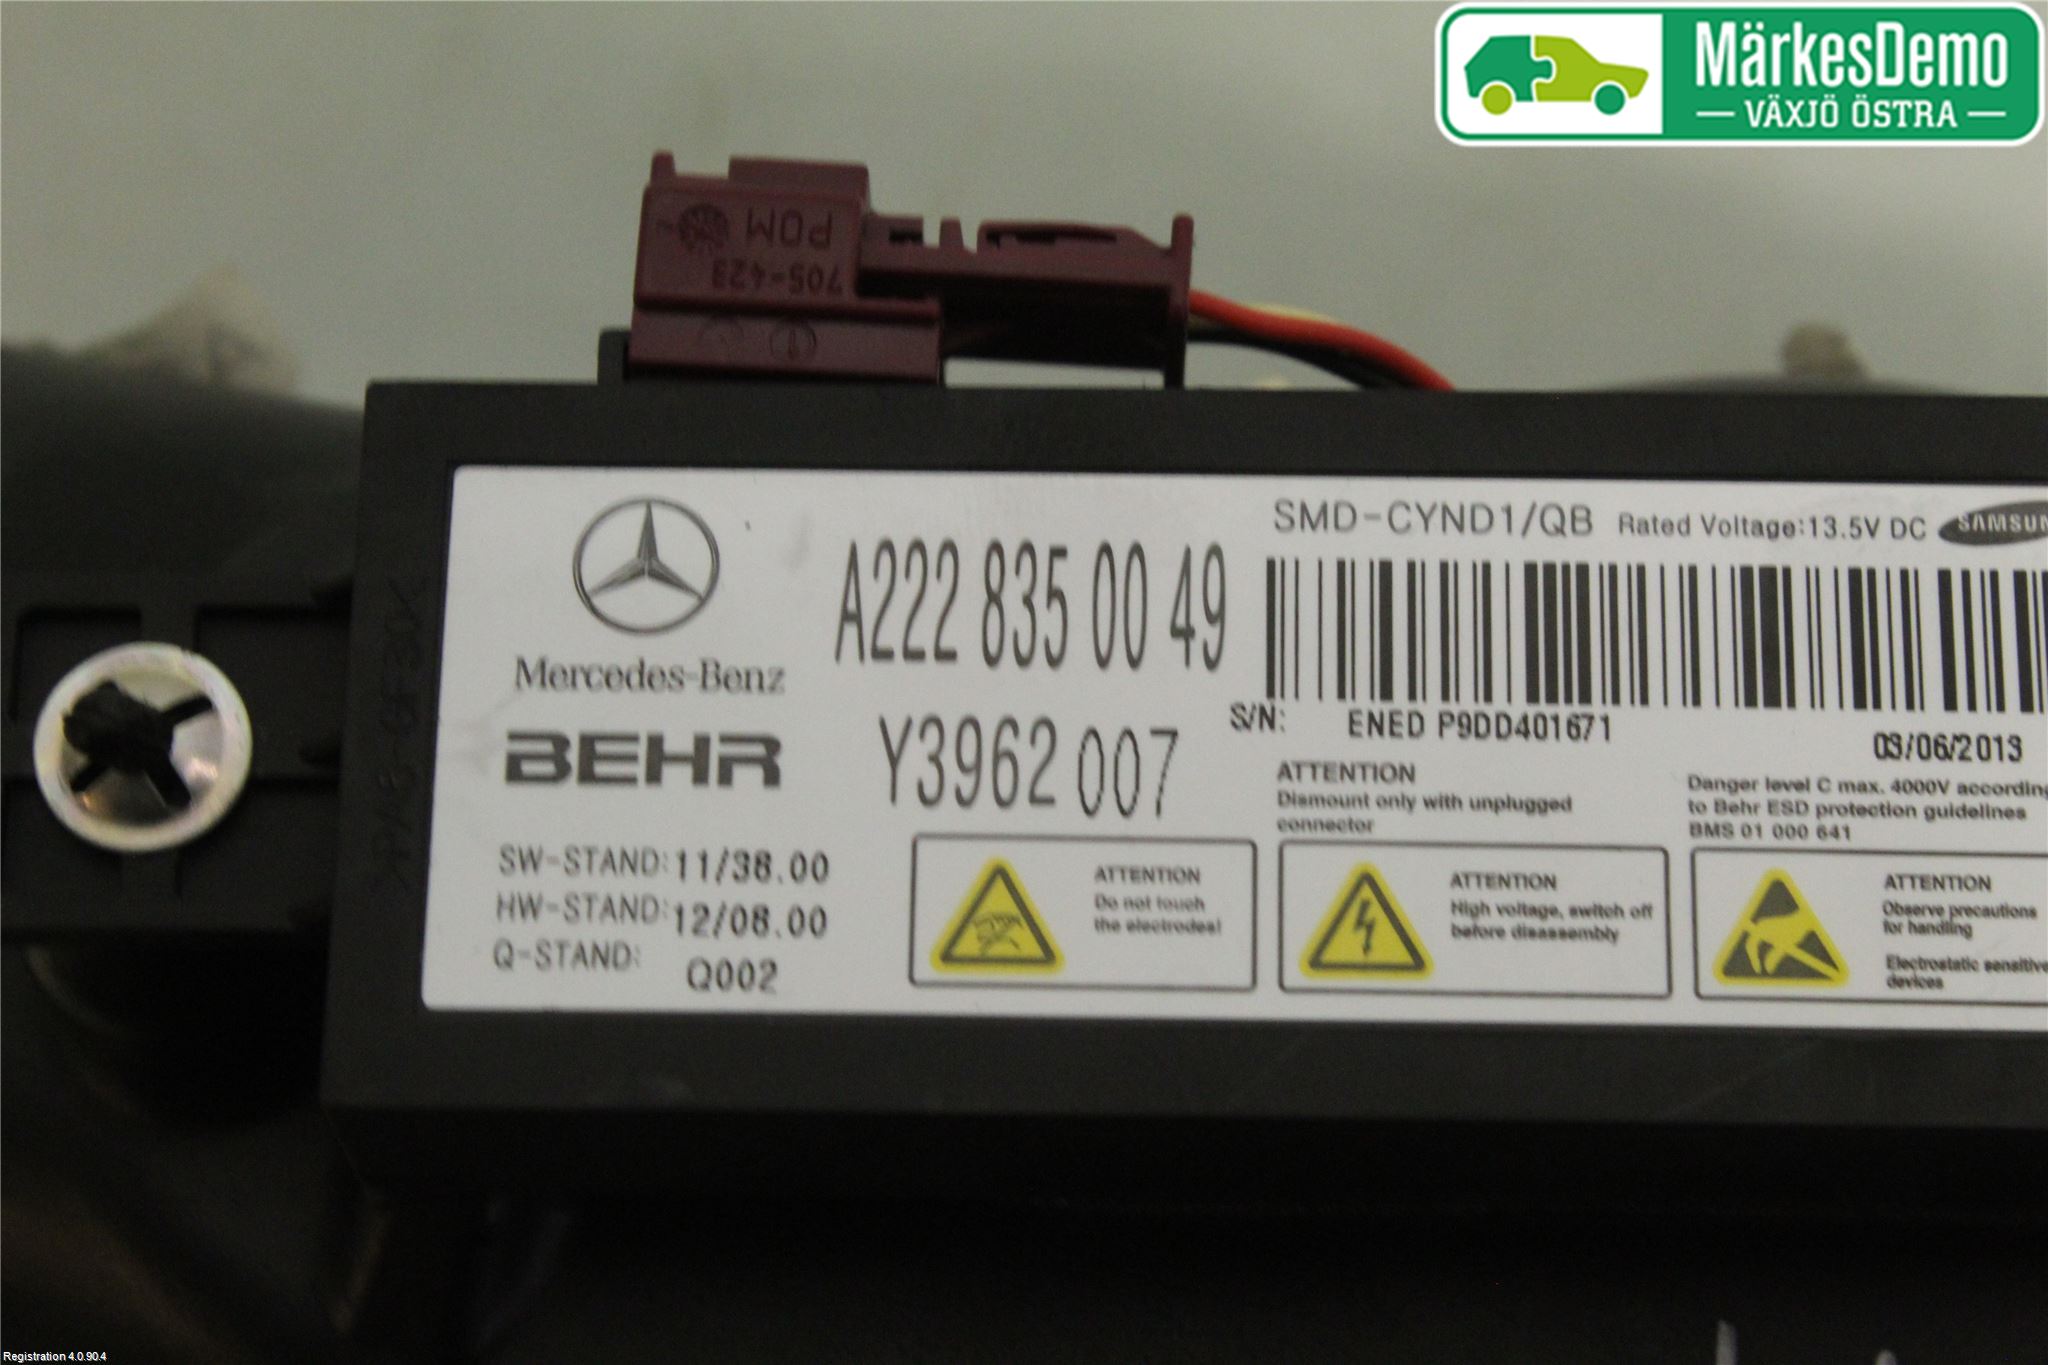 MärkesDemo
VÄXJÖ ÖSTRA
POM
705-423
SMD-CYND1/QB Rated Voltage:13.5V DC SAMSUN
Mercedes-Benz
A222 835 00 49
S/N: ENED P9DD401671
03/06/2013
BEHR
Y3962 007
ATTENTION
Dismount only with unplugged
connector
Danger level C max. 4000V according
to Behr ESD protection guidelines
BMS 01 000 641
SW-STAND: 11/38.00
HW-STAND: 12/08.00
Q-STAND: Q002
ATTENTION
Do not touch
the electrodes!
ATTENTION
High voltage, switch off
before disassembly
ATTENTION
Observe precautions
for handling
Electrostatic sensitive
devices
Registration 4.0.90.4